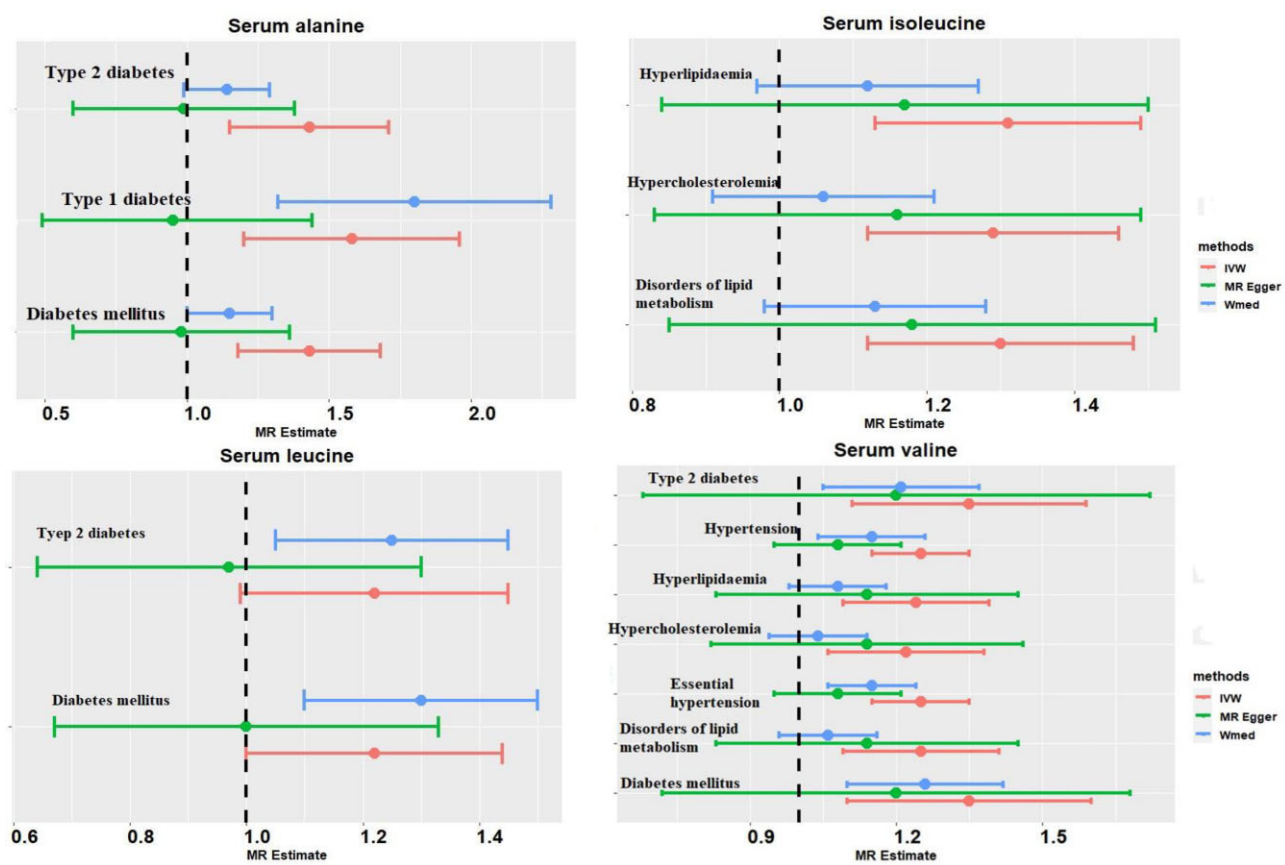 Serum alanine
Type 2 diabetes
Type 1 diabetes
Diabetes mellitus
0.5 1.0 1.5 2.0
MR Estimate
Serum isoleucine
Hyperlipidaemia
Hypercholesterolemia
Disorders of lipid
metabolism
0.8 1.0 1.2 1.4
MR Estimate
methods
IVW
MR Egger
Wmed
Serum leucine
Tyep 2 diabetes
Diabetes mellitus
0.6 0.8 1.0 1.2 1.4
MR Estimate
Serum valine
Type 2 diabetes
Hypertension
Hyperlipidaemia
Hypercholesterolemia
Essential
hypertension
Disorders of lipid
metabolism
Diabetes mellitus
0.9 1.2 1.5
MR Estimate
methods
IVW
MR Egger
Wmed